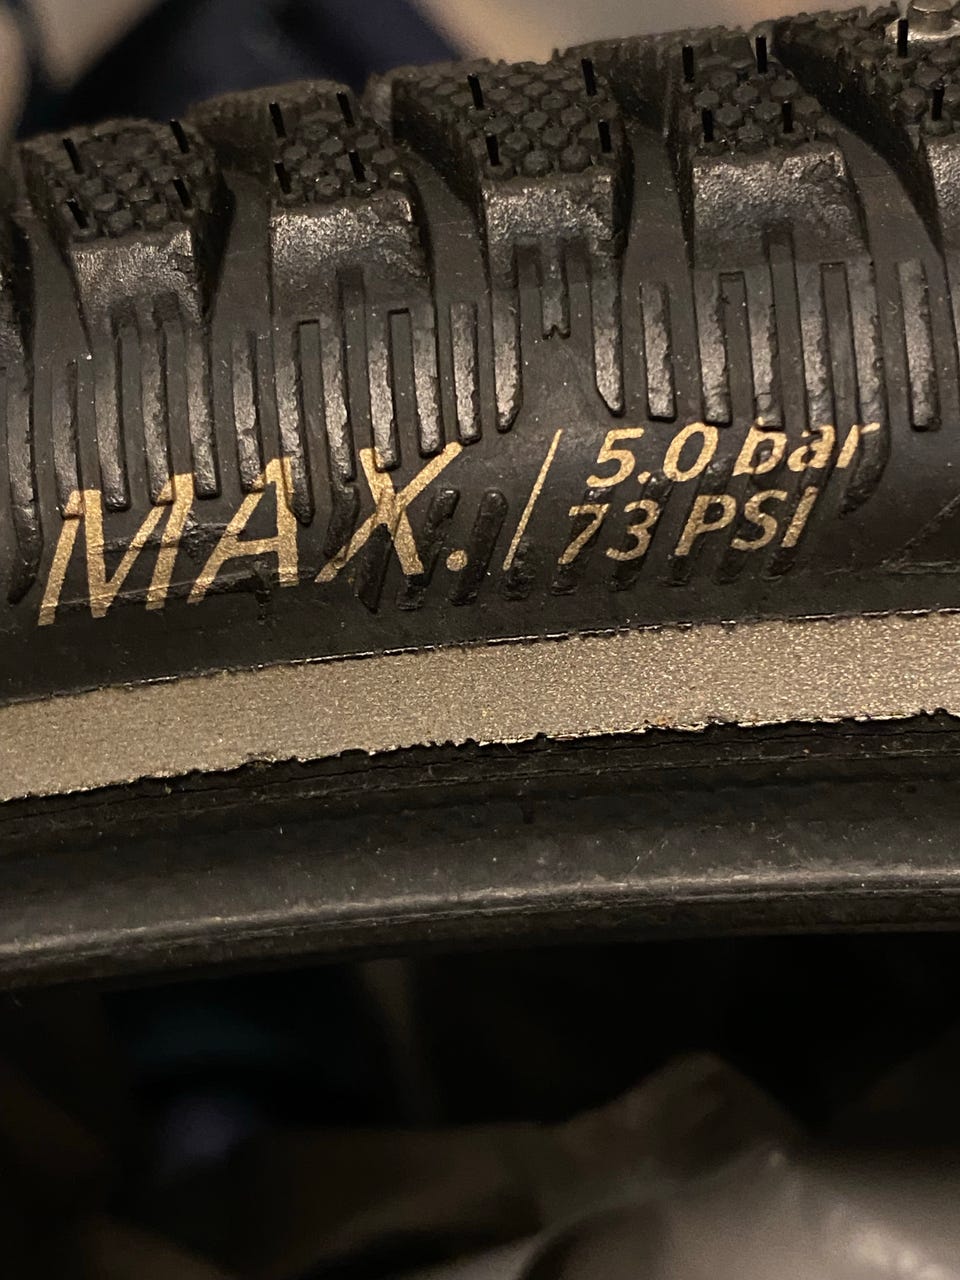 MAX. / 5.0 bar
73 PSI